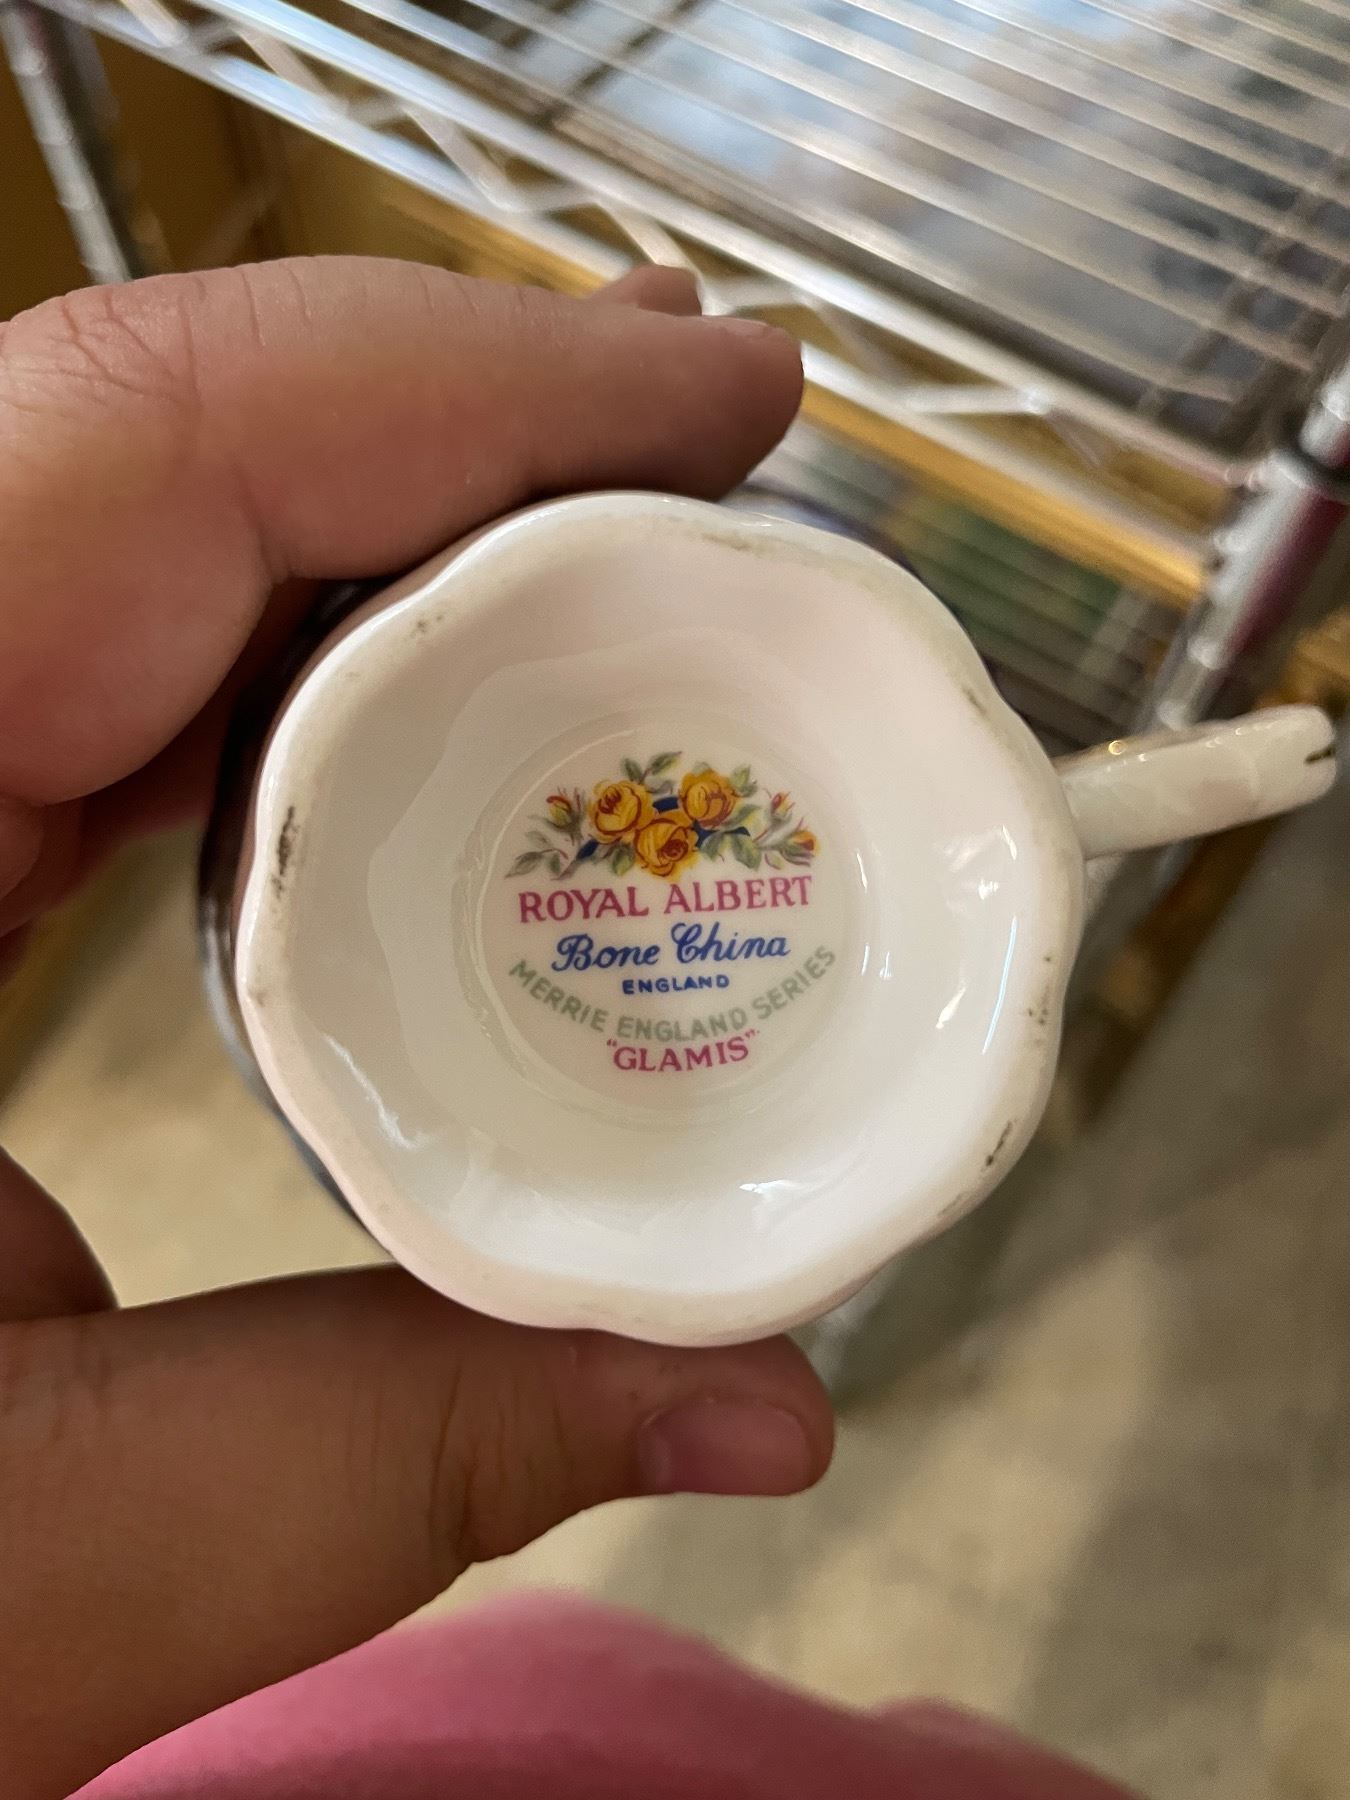 ROYAL ALBERT
Bone China
ENGLAND
MERRIE ENGLAND SERIES
"GLAMIS"